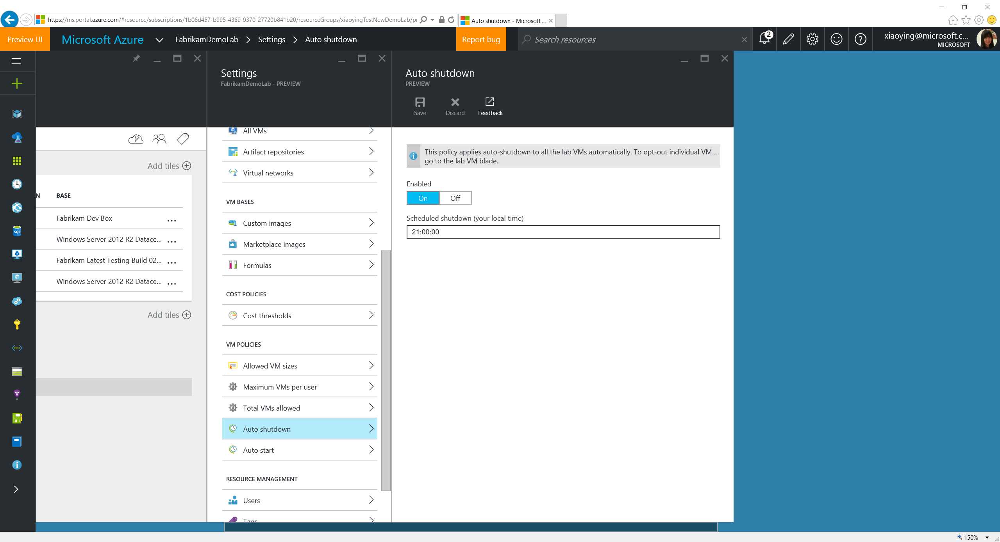 https://ms.portal.azure.com/#resource/subscriptions/1b06d457-b995-4369-9370-27720b841b20/resourceGroups/xiaoyingTestNewDemoLab/pr
Auto shutdown - Microsoft ...
Preview UI
Microsoft Azure
FabrikamDemoLab
Settings
Auto shutdown
Report bug
Search resources
2
xiaoying@microsoft.c...
MICROSOFT
Add tiles
N BASE
Fabrikam Dev Box ...
Windows Server 2012 R2 Datace... ...
Fabrikam Latest Testing Build 02... ...
Windows Server 2012 R2 Datace... ...
Add tiles
SQL
Settings
FabrikamDemoLab - PREVIEW
All VMs
Artifact repositories
Virtual networks
VM BASES
Custom images
Marketplace images
Formulas
COST POLICIES
Cost thresholds
VM POLICIES
Allowed VM sizes
Maximum VMs per user
Total VMs allowed
Auto shutdown
Auto start
RESOURCE MANAGEMENT
Users
Tags
Auto shutdown
PREVIEW
Save
Discard
Feedback
This policy applies auto-shutdown to all the lab VMs automatically. To opt-out individual VM...
go to the lab VM blade.
Enabled
On
Off
Scheduled shutdown (your local time)
21:00:00
150%